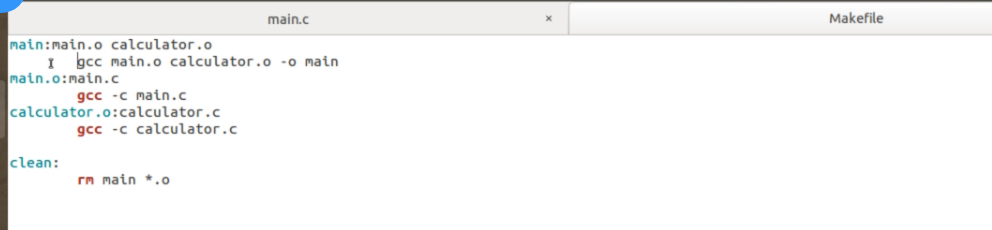 main.c × Makefile
main:main.o calculator.o
	gcc main.o calculator.o -o main
main.o:main.c
	gcc -c main.c
calculator.o:calculator.c
	gcc -c calculator.c

clean:
	rm main *.o